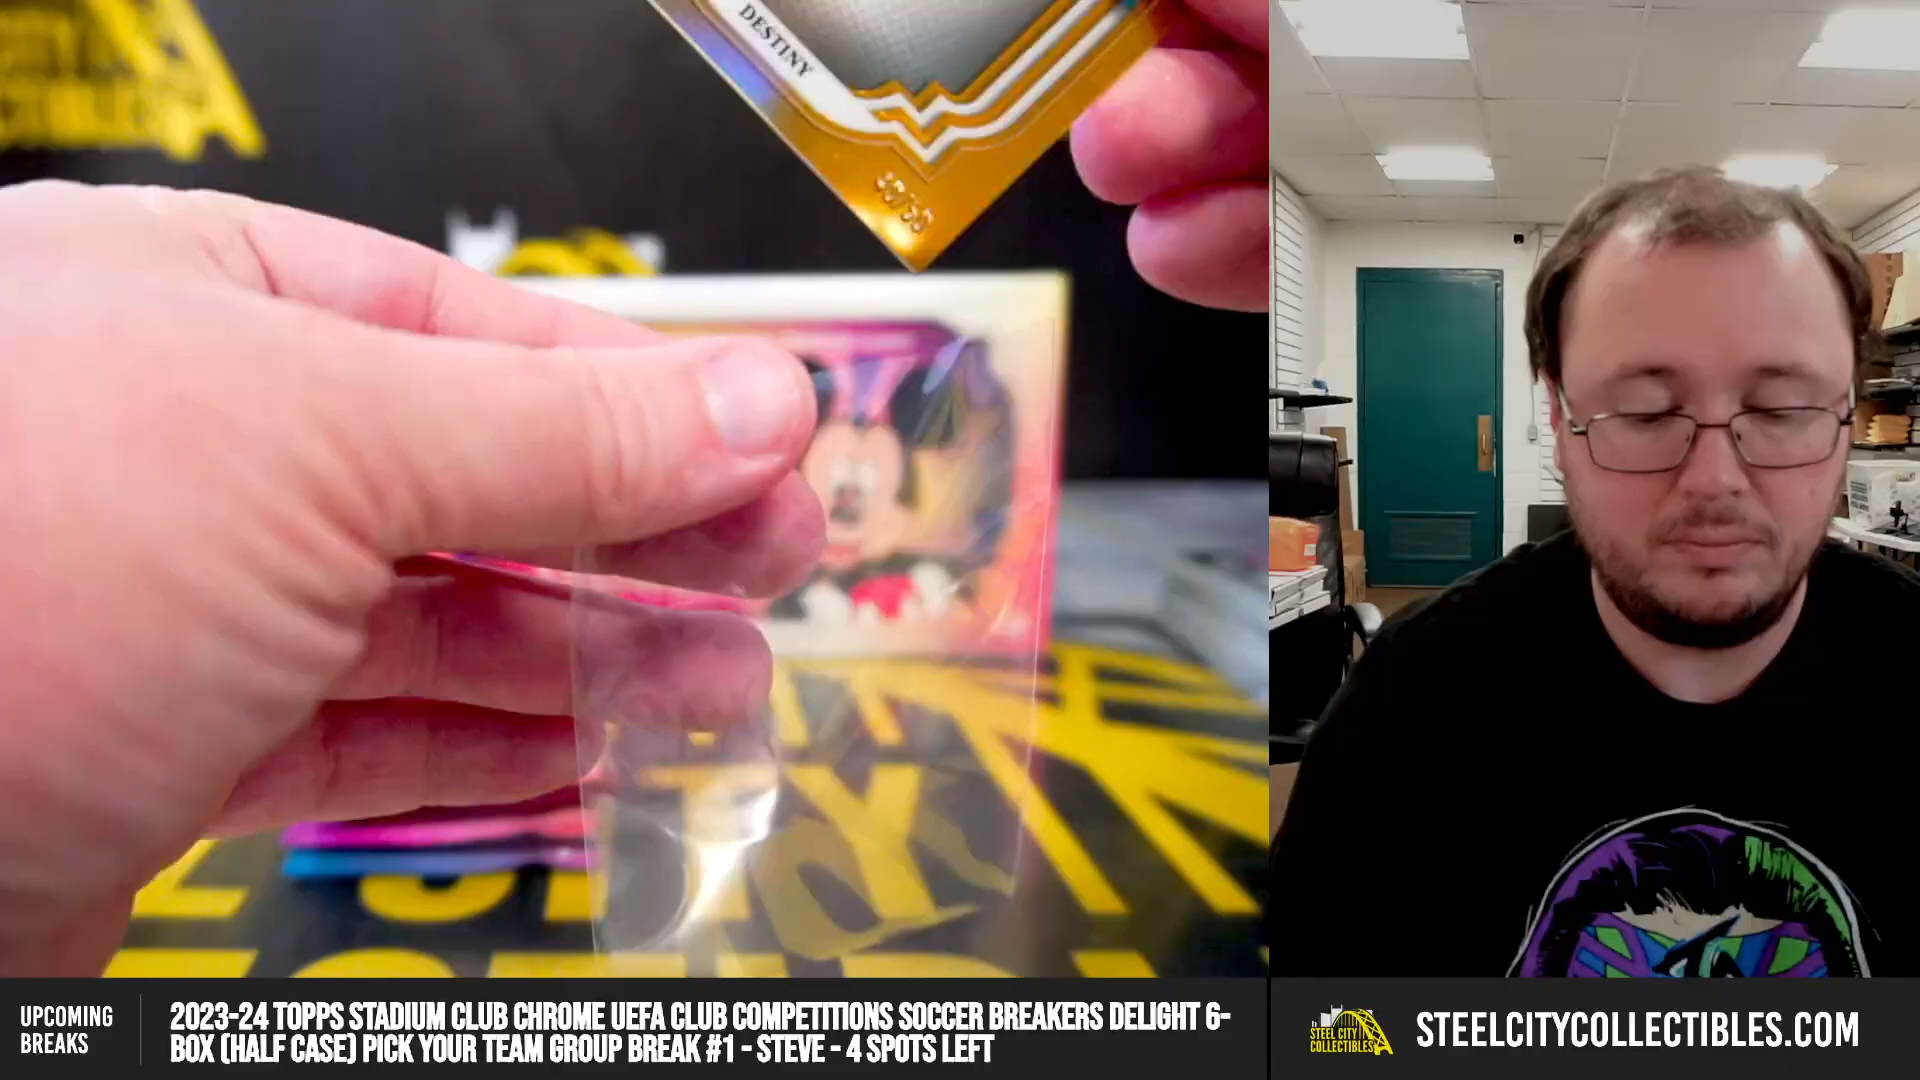 DESTINY
UPCOMING
BREAKS
2023-24 TOPPS STADIUM CLUB CHROME UEFA CLUB COMPETITIONS SOCCER BREAKERS DELIGHT 6-
BOX (HALF CASE) PICK YOUR TEAM GROUP BREAK #1 - STEVE - 4 SPOTS LEFT
STEEL CITY
COLLECTIBLES
STEELCITYCOLLECTIBLES.COM